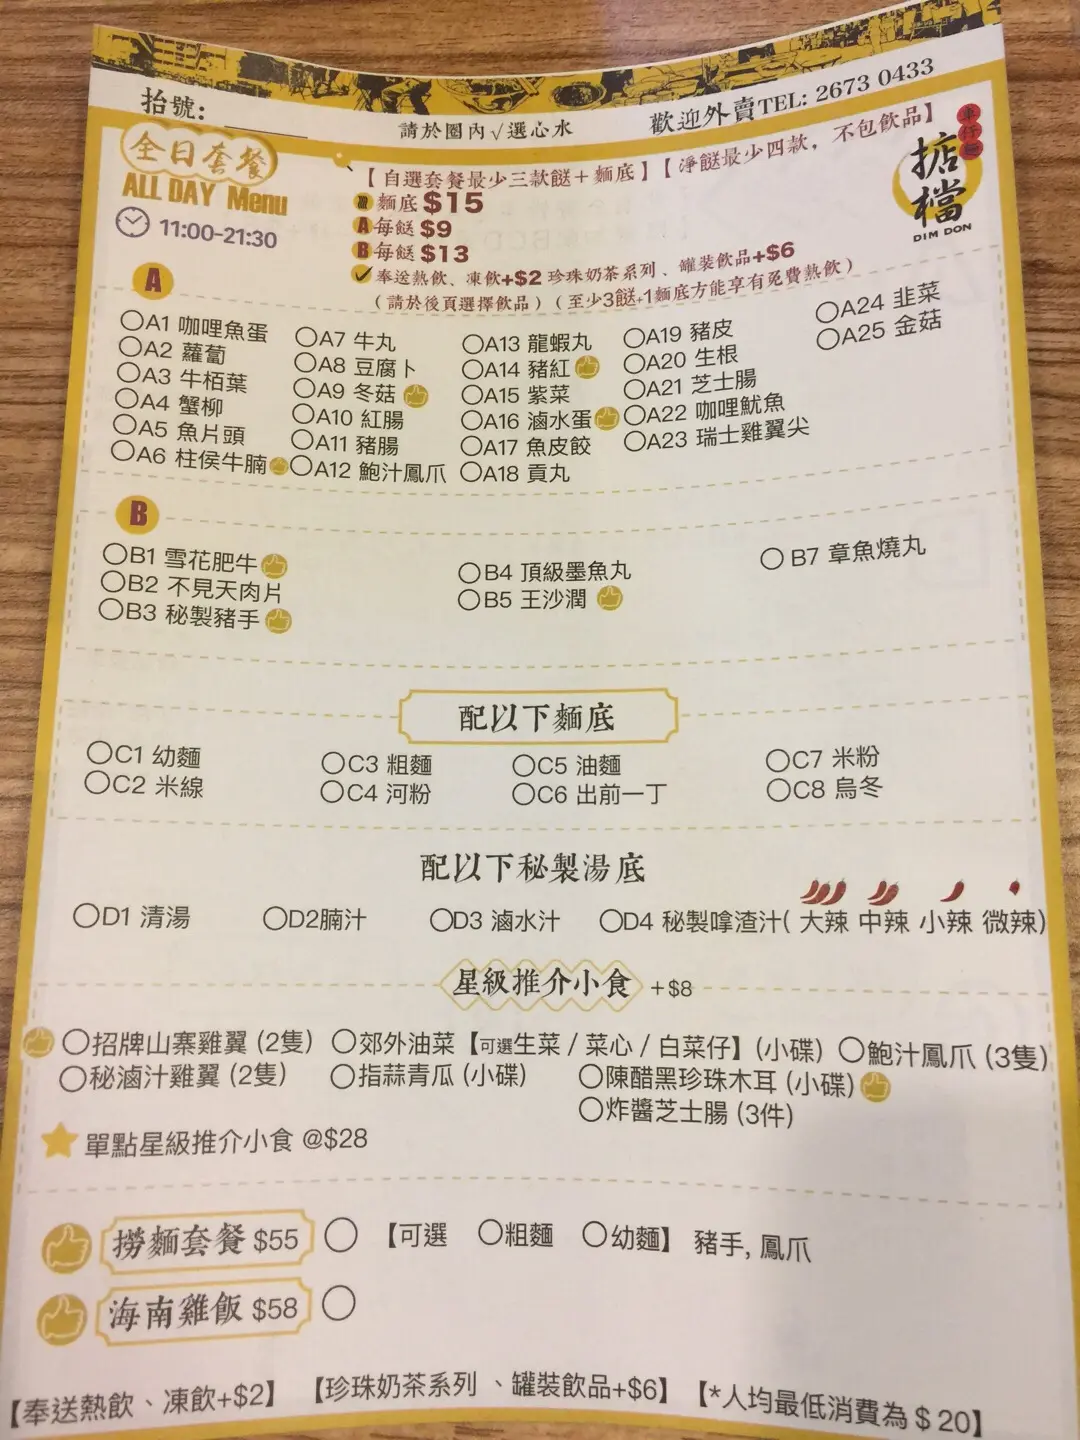 抬號:
請於圈內√選心水
歡迎外賣TEL: 2673 0433
全日套餐
ALL DAY Menu
11:00-21:30
【自選套餐最少三款餸＋麵底】【淨餸最少四款，不包飲品】
麵底 $15
A 每餸 $9
B 每餸 $13
✓ 奉送熱飲、凍飲+$2 珍珠奶茶系列、罐裝飲品+$6
（請於後頁選擇飲品）（至少3餸+1麵底方能享有免費熱飲）
車仔麵
掂檔
DIM DON
A
A1 咖哩魚蛋
A2 蘿蔔
A3 牛栢葉
A4 蟹柳
A5 魚片頭
A6 柱侯牛腩
A7 牛丸
A8 豆腐卜
A9 冬菇
A10 紅腸
A11 豬腸
A12 鮑汁鳳爪
A13 龍蝦丸
A14 豬紅
A15 紫菜
A16 滷水蛋
A17 魚皮餃
A18 貢丸
A19 豬皮
A20 生根
A21 芝士腸
A22 咖哩魷魚
A23 瑞士雞翼尖
A24 韭菜
A25 金菇
B
B1 雪花肥牛
B2 不見天肉片
B3 秘製豬手
B4 頂級墨魚丸
B5 王沙潤
B7 章魚燒丸
配以下麵底
C1 幼麵
C2 米線
C3 粗麵
C4 河粉
C5 油麵
C6 出前一丁
C7 米粉
C8 烏冬
配以下秘製湯底
D1 清湯 D2腩汁 D3 滷水汁 D4 秘製嗱渣汁( 大辣 中辣 小辣 微辣)
星級推介小食 +$8
招牌山寨雞翼 (2隻) 郊外油菜【可選生菜 / 菜心 / 白菜仔】(小碟) 鮑汁鳳爪 (3隻)
秘滷汁雞翼 (2隻) 指蒜青瓜 (小碟) 陳醋黑珍珠木耳 (小碟)
炸醬芝士腸 (3件)
單點星級推介小食 @$28
撈麵套餐 $55 【可選 粗麵 幼麵】 豬手, 鳳爪
海南雞飯 $58
【奉送熱飲、凍飲+$2】 【珍珠奶茶系列 、罐裝飲品+$6】 【*人均最低消費為 $ 20】